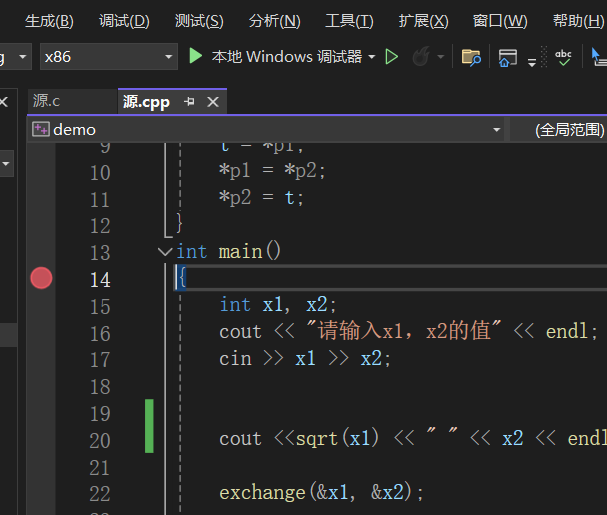 生成(B) 调试(D) 测试(S) 分析(N) 工具(T) 扩展(X) 窗口(W) 帮助(H)
g x86 本地 Windows 调试器 abc
源.c 源.cpp
demo (全局范围)
9 t = *p1;
10 *p1 = *p2;
11 *p2 = t;
12 }
13 int main()
14 {
15 int x1, x2;
16 cout << "请输入x1，x2的值" << endl;
17 cin >> x1 >> x2;
18
19
20 cout <<sqrt(x1) << " " << x2 << endl
21
22 exchange(&x1, &x2);